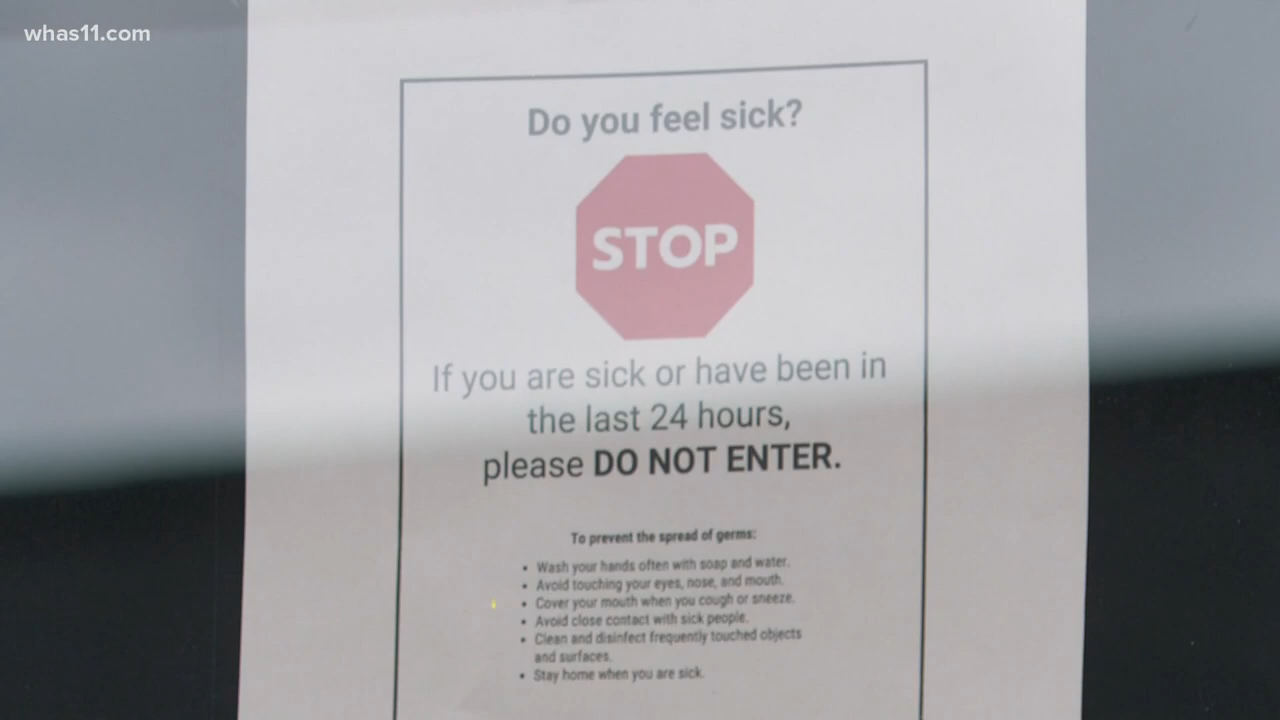 whas11.com
Do you feel sick?
STOP
If you are sick or have been in
the last 24 hours,
please DO NOT ENTER.
To prevent the spread of germs:
• Wash your hands often with soap and water.
• Avoid touching your eyes, nose, and mouth.
• Cover your mouth when you cough or sneeze.
• Avoid close contact with sick people.
• Clean and disinfect frequently touched objects
and surfaces.
• Stay home when you are sick.